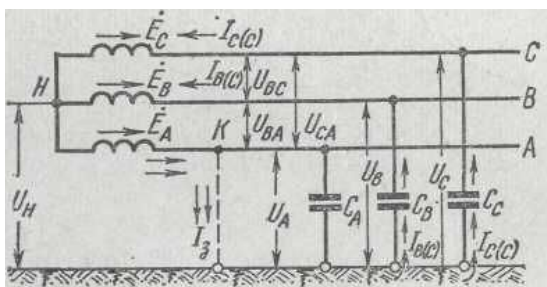 Ė_C I_C(C)
C
H Ė_B I_B(C) U_BC
B
Ė_A K U_BA U_CA
A
U_H I_З U_A C_A U_B C_B U_C C_C
I_B(C) I_C(C)